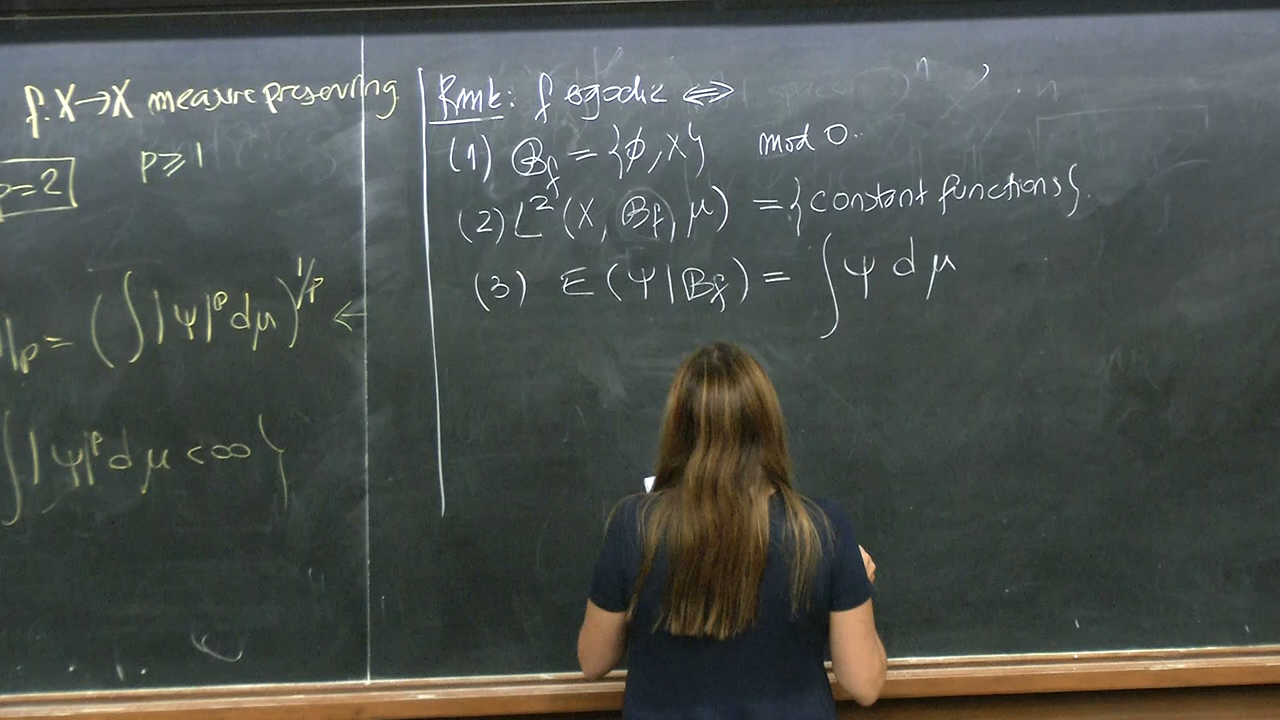 f: X → X measure preserving
p=2
p ≥ 1
‖p = (∫ |ψ|^p dμ)^{1/p} ←
∫ |ψ|^p dμ < ∞ }
Rmk: f ergodic ⟺
(1) B_f = {∅, X} mod 0.
(2) L² (X, B_f, μ) = {constant functions}.
(3) E (ψ | B_f) = ∫ ψ dμ